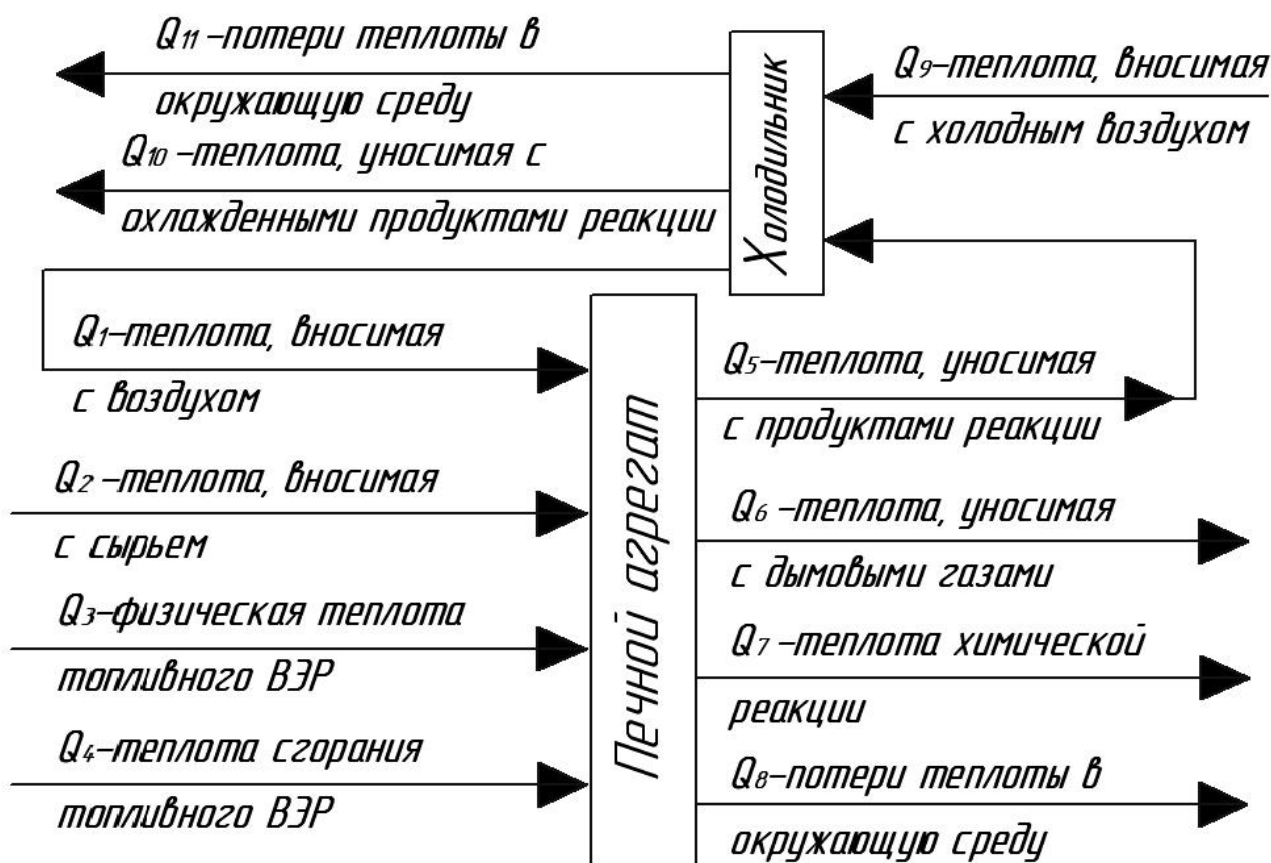 Q11 –потери теплоты в
окружающую среду
Q10 –теплота, уносимая с
охлажденными продуктами реакции
Холодильник
Q9–теплота, вносимая
с холодным воздухом
Q1–теплота, вносимая
с воздухом
Q2 –теплота, вносимая
с сырьем
Q3–физическая теплота
топливного ВЭР
Q4–теплота сгорания
топливного ВЭР
Печной агрегат
Q5–теплота, уносимая
с продуктами реакции
Q6 –теплота, уносимая
с дымовыми газами
Q7 –теплота химической
реакции
Q8–потери теплоты в
окружающую среду